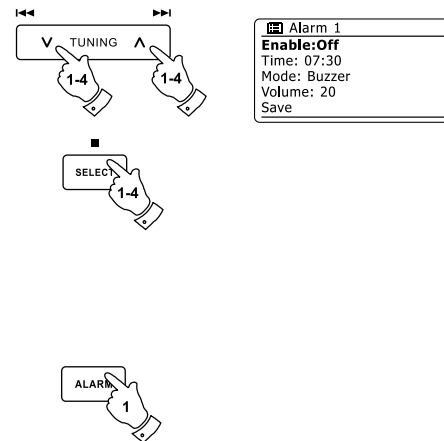 TUNING
1-4
1-4
SELECT
1-4
ALARM
1
Alarm 1
Enable:Off
Time: 07:30
Mode: Buzzer
Volume: 20
Save